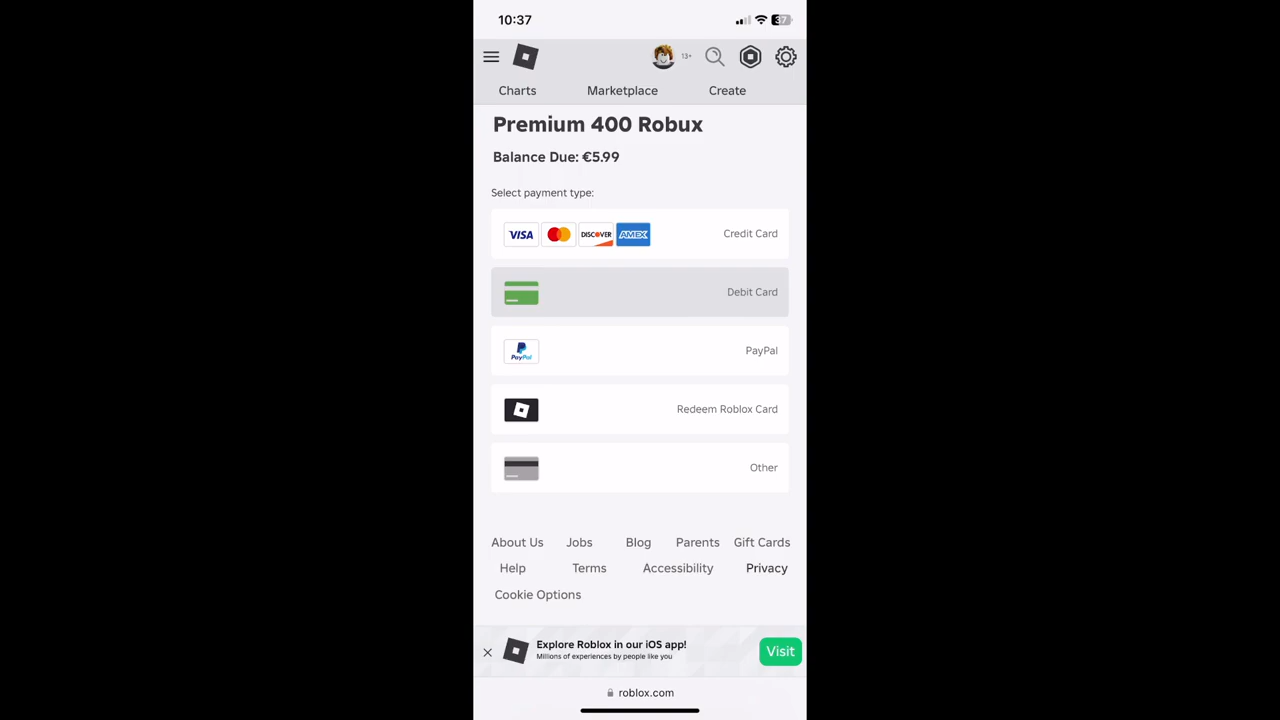 10:37
37
13+
Charts Marketplace Create
Premium 400 Robux
Balance Due: €5.99
Select payment type:
VISA DISCOVER AMEX Credit Card
Debit Card
PayPal PayPal
Redeem Roblox Card
Other
About Us Jobs Blog Parents Gift Cards
Help Terms Accessibility Privacy
Cookie Options
Explore Roblox in our iOS app!
Millions of experiences by people like you
Visit
roblox.com